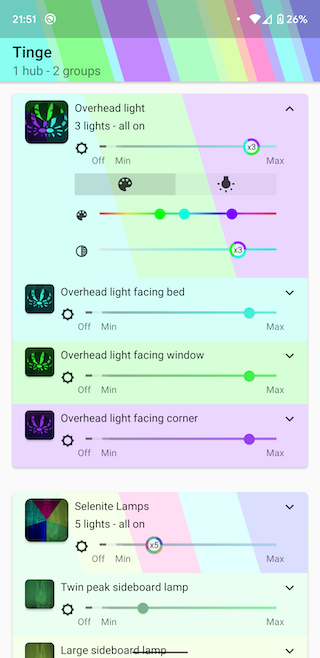 21:51
26%
Tinge
1 hub - 2 groups
Overhead light
3 lights - all on
x3
Off Min Max
x3
Overhead light facing bed
Off Min Max
Overhead light facing window
Off Min Max
Overhead light facing corner
Off Min Max
Selenite Lamps
5 lights - all on
x5
Off Min Max
Twin peak sideboard lamp
Off Min Max
Large sideboard lamp